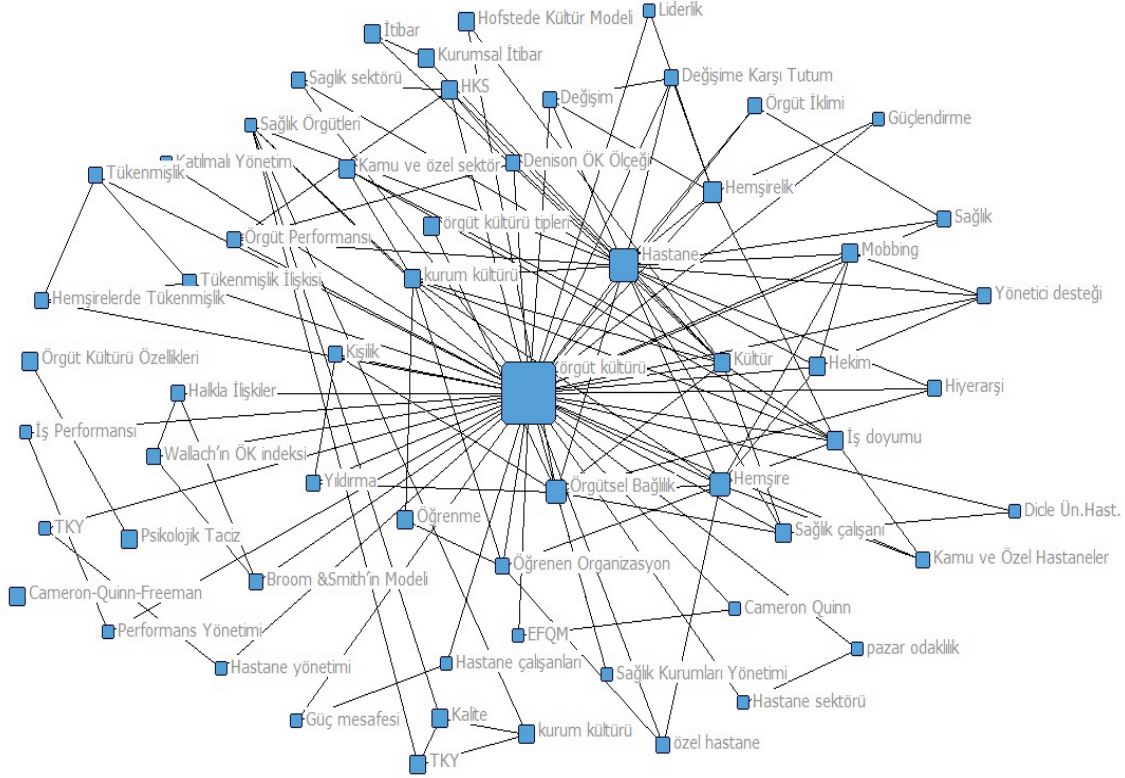 Liderlik
Hofstede Kültür Modeli
İtibar
Kurumsal İtibar
Değişime Karşı Tutum
Saglık sektörü
HKS
Değişim
Örgüt İklimi
Güçlendirme
Sağlık Örgütleri
Katılmalı Yönetim
Kamu ve özel sektör
Denison ÖK Ölçeği
Tükenmişlik
Hemşirelik
Sağlık
örgüt kültürü tipleri
Örgüt Performansı
Hastane
Mobbing
kurum kültürü
Tükenmişlik İlişkisi
Yönetici desteği
Hemşirelerde Tükenmişlik
Kişilik
Örgüt Kültürü Özellikleri
örgüt kültürü
Kültür
Hekim
Hiyerarşi
Halkla İlişkiler
İş Performansı
İş doyumu
Wallach'ın ÖK indeksi
Yıldırma
Örgütsel Bağlılık
Hemşire
Dicle Ün.Hast.
Öğrenme
TKY
Psikolojik Taciz
Sağlık çalışanı
Kamu ve Özel Hastaneler
Öğrenen Organizasyon
Broom &Smith'in Modeli
Cameron-Quinn-Freeman
Cameron Quinn
Performans Yönetimi
EFQM
pazar odaklılık
Hastane yönetimi
Hastane çalışanları
Sağlık Kurumları Yönetimi
Hastane sektörü
Güç mesafesi
Kalite
kurum kültürü
özel hastane
TKY